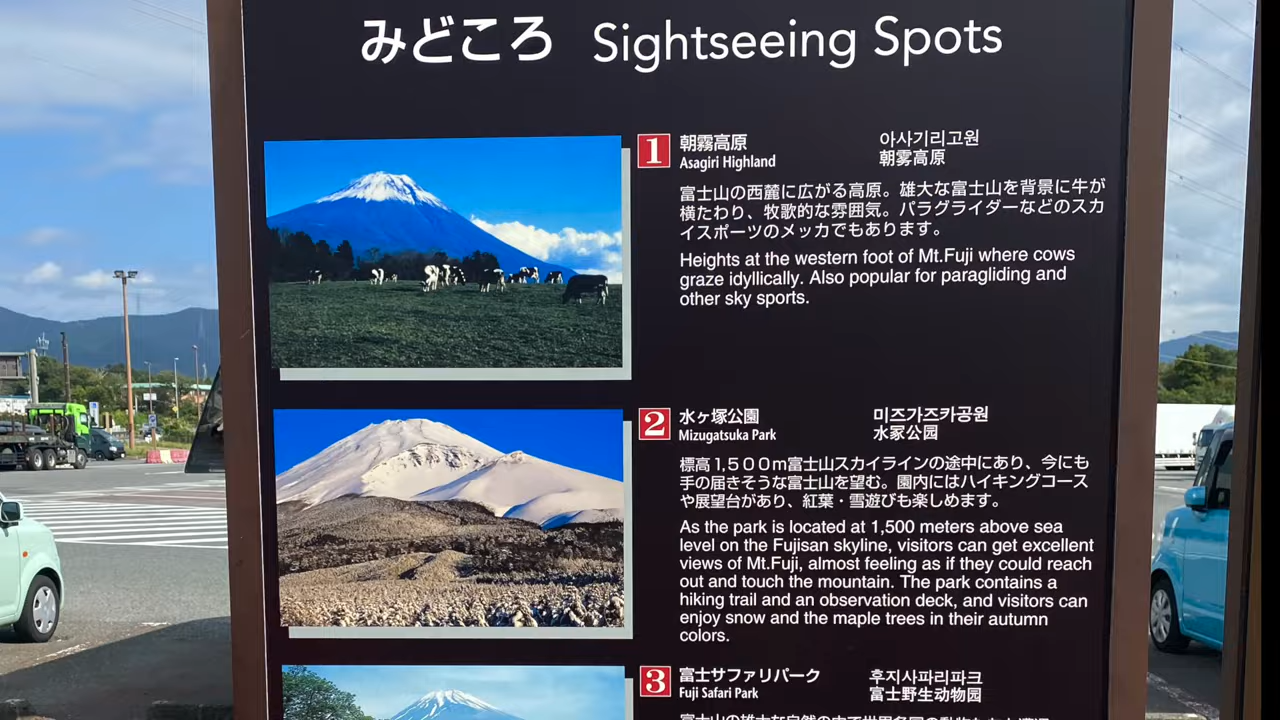 みどころ Sightseeing Spots
1 朝霧高原 아사기리고원
Asagiri Highland 朝雾高原
富士山の西麓に広がる高原。雄大な富士山を背景に牛が
横たわり、牧歌的な雰囲気。パラグライダーなどのスカ
イスポーツのメッカでもあります。
Heights at the western foot of Mt.Fuji where cows
graze idyllically. Also popular for paragliding and
other sky sports.
2 水ヶ塚公園 미즈가즈카공원
Mizugatsuka Park 水冢公园
標高1,500m富士山スカイラインの途中にあり、今にも
手の届きそうな富士山を望む。園内にはハイキングコース
や展望台があり、紅葉・雪遊びも楽しめます。
As the park is located at 1,500 meters above sea
level on the Fujisan skyline, visitors can get excellent
views of Mt.Fuji, almost feeling as if they could reach
out and touch the mountain. The park contains a
hiking trail and an observation deck, and visitors can
enjoy snow and the maple trees in their autumn
colors.
3 富士サファリパーク 후지사파리파크
Fuji Safari Park 富士野生动物园